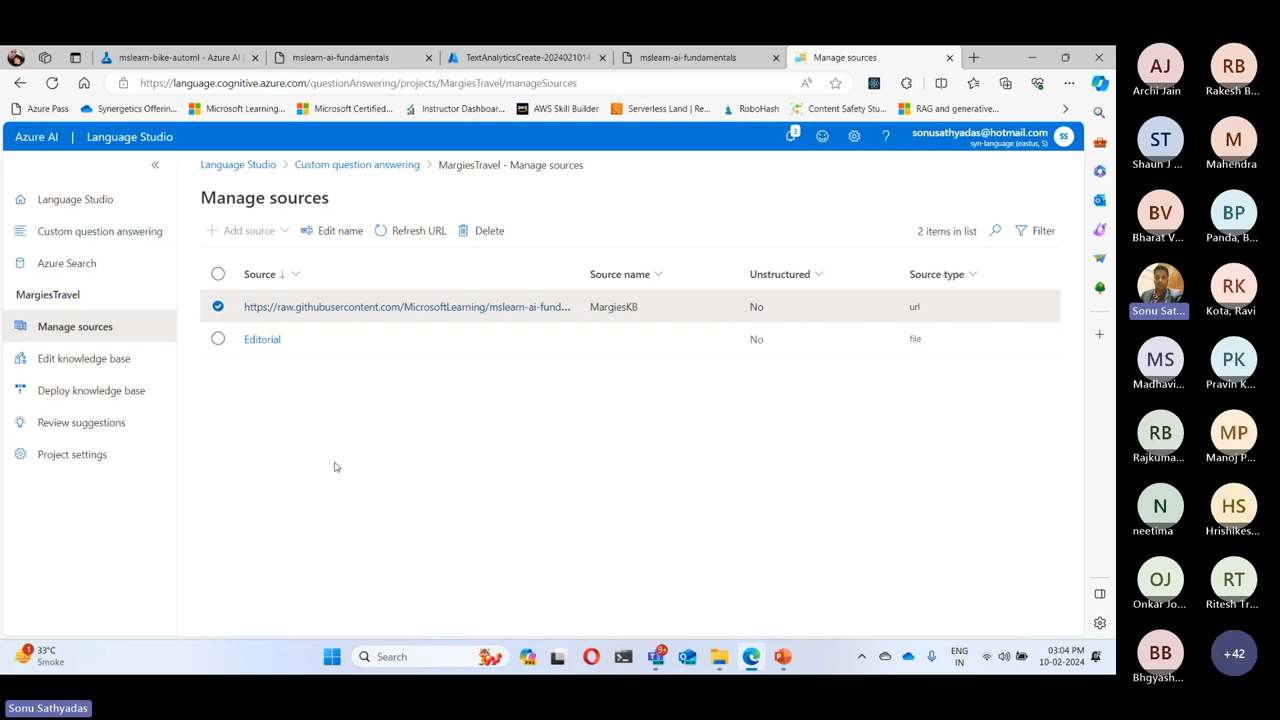 mslearn-bike-automl - Azure AI |
mslearn-ai-fundamentals
TextAnalyticsCreate-2024021014
mslearn-ai-fundamentals
Manage sources
https://language.cognitive.azure.com/questionAnswering/projects/MargiesTravel/manageSources
Azure Pass
Synergetics Offering...
Microsoft Learning...
Microsoft Certified...
Instructor Dashboar...
AWS Skill Builder
Serverless Land | Re...
RoboHash
Content Safety Stu...
RAG and generative...
Azure AI | Language Studio
3
sonusathyadas@hotmail.com
syn-language (eastus, S)
SS
Language Studio
Custom question answering
Azure Search
MargiesTravel
Manage sources
Edit knowledge base
Deploy knowledge base
Review suggestions
Project settings
Language Studio > Custom question answering > MargiesTravel - Manage sources
Manage sources
Add source
Edit name
Refresh URL
Delete
2 items in list
Filter
Source ↓
Source name
Unstructured
Source type
https://raw.githubusercontent.com/MicrosoftLearning/mslearn-ai-fund...
MargiesKB
No
url
Editorial
No
file
1
33°C
Smoke
Search
PRE
9+
ENG
IN
03:04 PM
10-02-2024
Sonu Sathyadas
AJ
Archi Jain
RB
Rakesh B...
ST
Shaun J ...
M
Mahendra
BV
Bharat V...
BP
Panda, B...
Sonu Sat...
RK
Kota, Ravi
MS
Madhavi...
PK
Pravin K...
RB
Rajkuma...
MP
Manoj P...
N
neetima
HS
Hrishikes...
OJ
Onkar Jo...
RT
Ritesh Tr...
BB
Bhgyash...
+42